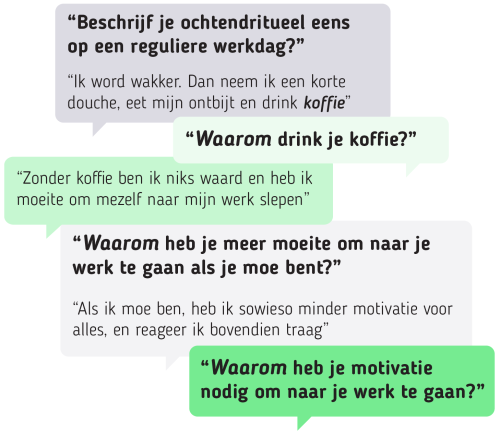 “Beschrijf je ochtendritueel eens
op een reguliere werkdag?”
“Ik word wakker. Dan neem ik een korte
douche, eet mijn ontbijt en drink koffie”
“Waarom drink je koffie?”
“Zonder koffie ben ik niks waard en heb ik
moeite om mezelf naar mijn werk slepen”
“Waarom heb je meer moeite om naar je
werk te gaan als je moe bent?”
“Als ik moe ben, heb ik sowieso minder motivatie voor
alles, en reageer ik bovendien traag”
“Waarom heb je motivatie
nodig om naar je werk te gaan?”